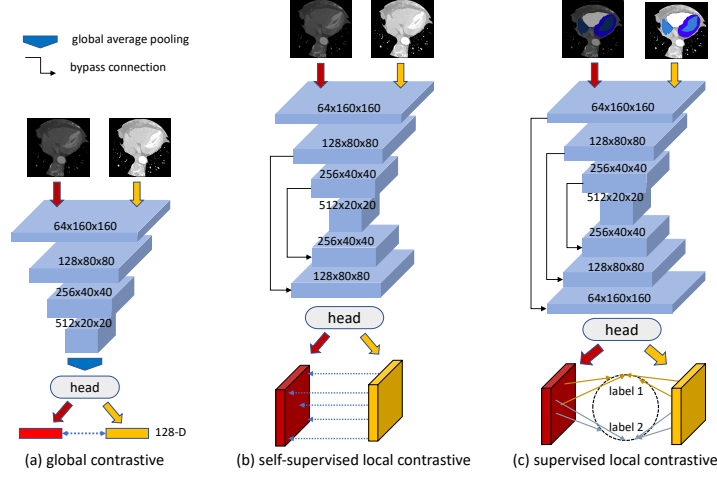 global average pooling
bypass connection
64x160x160
128x80x80
256x40x40
512x20x20
head
128-D
(a) global contrastive
64x160x160
128x80x80
256x40x40
512x20x20
256x40x40
128x80x80
head
(b) self-supervised local contrastive
64x160x160
128x80x80
256x40x40
512x20x20
256x40x40
128x80x80
64x160x160
head
label 1
label 2
(c) supervised local contrastive